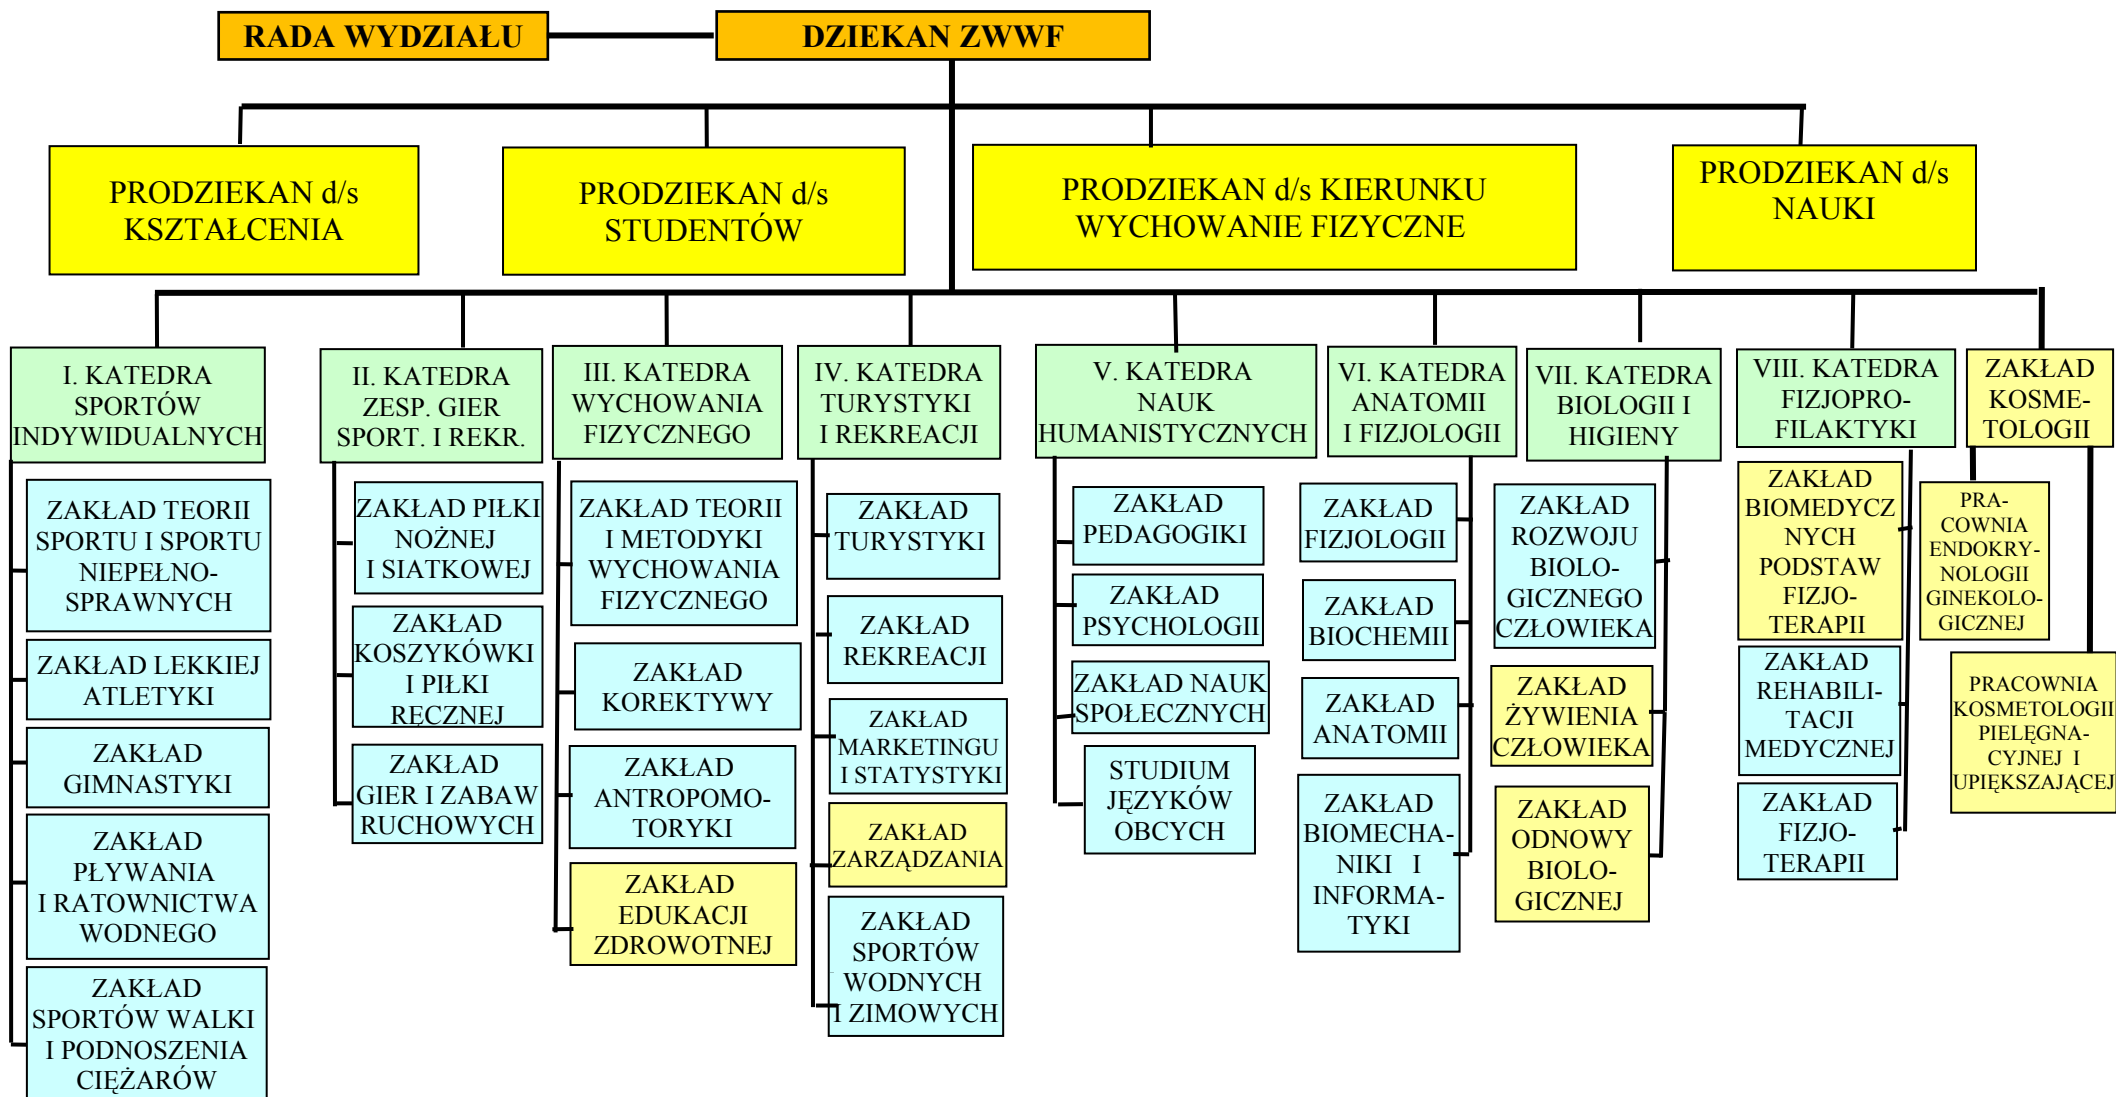 RADA WYDZIAŁU
DZIEKAN ZWWF
PRODZIEKAN d/s
KSZTAŁCENIA
PRODZIEKAN d/s
STUDENTÓW
PRODZIEKAN d/s KIERUNKU
WYCHOWANIE FIZYCZNE
PRODZIEKAN d/s
NAUKI
I. KATEDRA
SPORTÓW
INDYWIDUALNYCH
ZAKŁAD TEORII
SPORTU I SPORTU
NIEPEŁNO-
SPRAWNYCH
ZAKŁAD LEKKIEJ
ATLETYKI
ZAKŁAD
GIMNASTYKI
ZAKŁAD
PŁYWANIA
I RATOWNICTWA
WODNEGO
ZAKŁAD
SPORTÓW WALKI
I PODNOSZENIA
CIĘŻARÓW
II. KATEDRA
ZESP. GIER
SPORT. I REKR.
ZAKŁAD PIŁKI
NOŻNEJ
I SIATKOWEJ
ZAKŁAD
KOSZYKÓWKI
I PIŁKI
RĘCZNEJ
ZAKŁAD
GIER I ZABAW
RUCHOWYCH
III. KATEDRA
WYCHOWANIA
FIZYCZNEGO
ZAKŁAD TEORII
I METODYKI
WYCHOWANIA
FIZYCZNEGO
ZAKŁAD
KOREKTYWY
ZAKŁAD
ANTROPOMO-
TORYKI
ZAKŁAD
EDUKACJI
ZDROWOTNEJ
IV. KATEDRA
TURYSTYKI
I REKREACJI
ZAKŁAD
TURYSTYKI
ZAKŁAD
REKREACJI
ZAKŁAD
MARKETINGU
I STATYSTYKI
ZAKŁAD
ZARZĄDZANIA
ZAKŁAD
SPORTÓW
WODNYCH
I ZIMOWYCH
V. KATEDRA
NAUK
HUMANISTYCZNYCH
ZAKŁAD
PEDAGOGIKI
ZAKŁAD
PSYCHOLOGII
ZAKŁAD NAUK
SPOŁECZNYCH
STUDIUM
JĘZYKÓW
OBCYCH
VI. KATEDRA
ANATOMII
I FIZJOLOGII
ZAKŁAD
FIZJOLOGII
ZAKŁAD
BIOCHEMII
ZAKŁAD
ANATOMII
ZAKŁAD
BIOMECHA-
NIKI I
INFORMA-
TYKI
VII. KATEDRA
BIOLOGII I
HIGIENY
ZAKŁAD
ROZWOJU
BIOLO-
GICZNEGO
CZŁOWIEKA
ZAKŁAD
ŻYWIENIA
CZŁOWIEKA
ZAKŁAD
ODNOWY
BIOLO-
GICZNEJ
VIII. KATEDRA
FIZJOPRO-
FILAKTYKI
ZAKŁAD
BIOMEDYCZ
NYCH
PODSTAW
FIZJO-
TERAPII
ZAKŁAD
REHABILI-
TACJI
MEDYCZNEJ
ZAKŁAD
FIZJO-
TERAPII
ZAKŁAD
KOSME-
TOLOGII
PRA-
COWNIA
ENDOKRY-
NOLOGII
GINEKOLO-
GICZNEJ
PRACOWNIA
KOSMETOLOGII
PIELĘGNA-
CYJNEJ I
UPIĘKSZAJĄCEJ